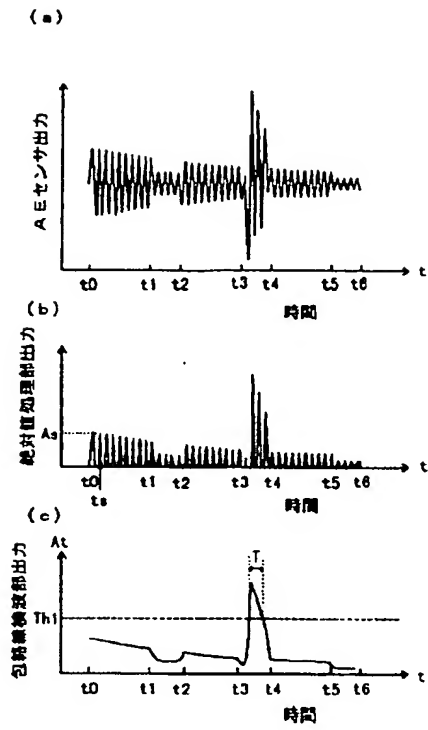 (a)
AEセンサ出力
t0 t1 t2 t3 t4 t5 t6 t
時間
(b)
絶対値処理部出力
As
t0 ts t1 t2 t3 t4 t5 t6 t
時間
(c)
包絡線検波部出力
At
T
Th1
t0 t1 t2 t3 t4 t5 t6 t
時間